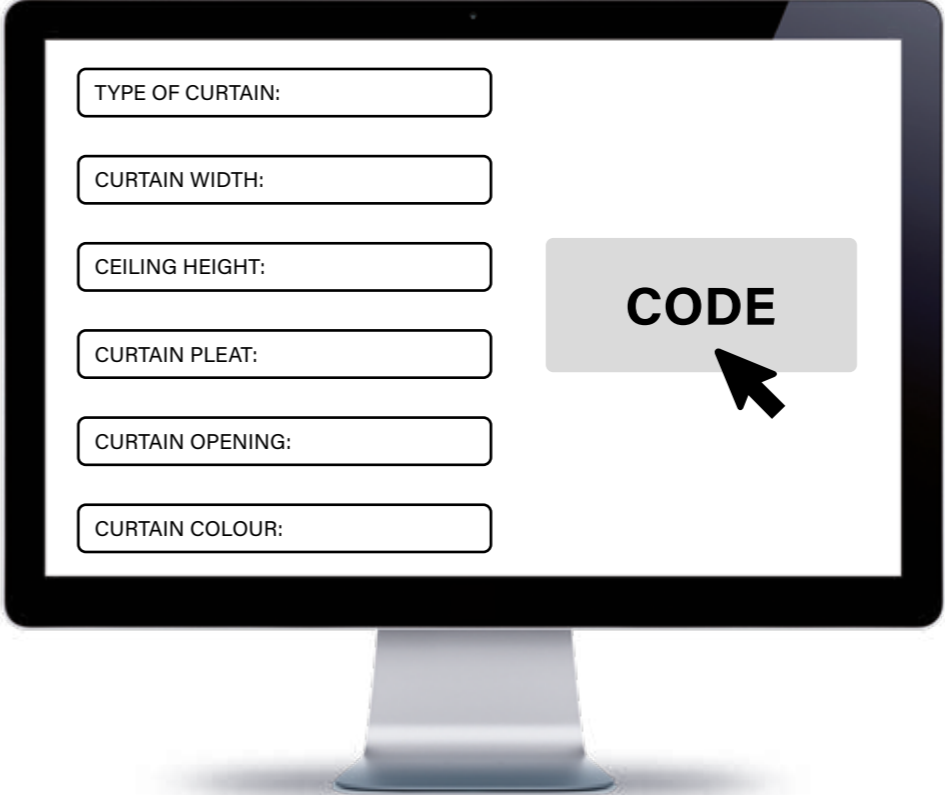 TYPE OF CURTAIN:
CURTAIN WIDTH:
CEILING HEIGHT:
CURTAIN PLEAT:
CURTAIN OPENING:
CURTAIN COLOUR:
CODE